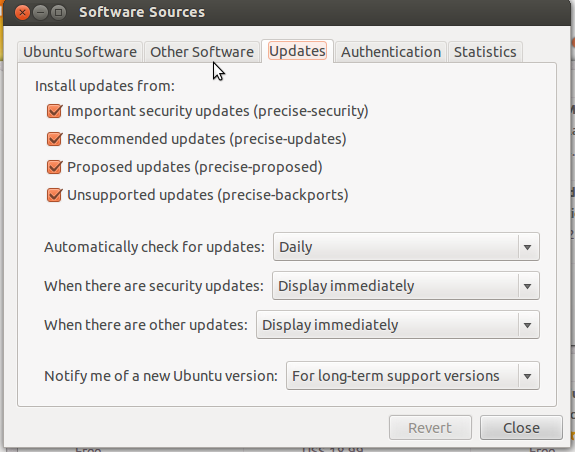 Software Sources
Ubuntu Software Other Software Updates Authentication Statistics
Install updates from:
Important security updates (precise-security)
Recommended updates (precise-updates)
Proposed updates (precise-proposed)
Unsupported updates (precise-backports)
Automatically check for updates: Daily
When there are security updates: Display immediately
When there are other updates: Display immediately
Notify me of a new Ubuntu version: For long-term support versions
Revert Close